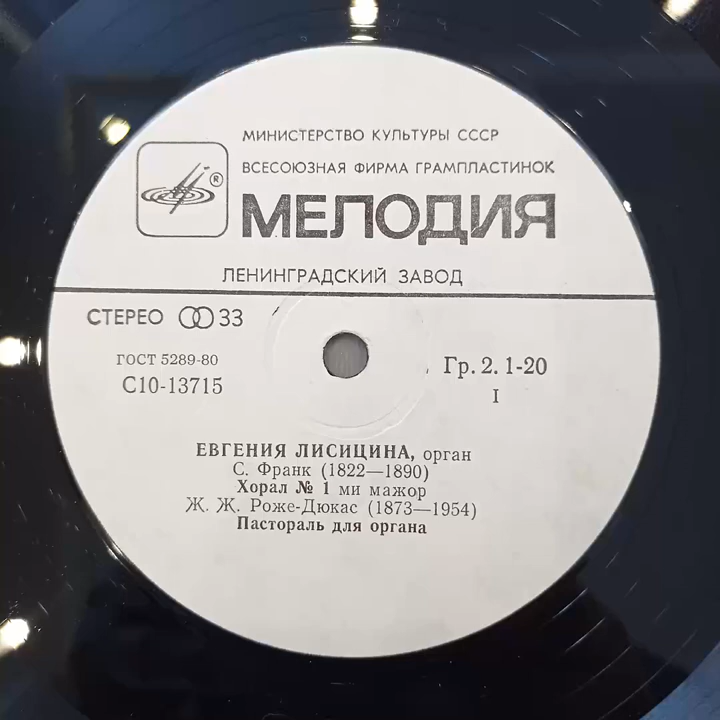 МИНИСТЕРСТВО КУЛЬТУРЫ СССР
ВСЕСОЮЗНАЯ ФИРМА ГРАМПЛАСТИНОК
®
МЕЛОДИЯ
ЛЕНИНГРАДСКИЙ ЗАВОД
СТЕРЕО 33
ГОСТ 5289-80
С10-13715
Гр. 2. 1-20
I
ЕВГЕНИЯ ЛИСИЦИНА, орган
С. Франк (1822—1890)
Хорал № 1 ми мажор
Ж. Ж. Роже-Дюкас (1873—1954)
Пастораль для органа